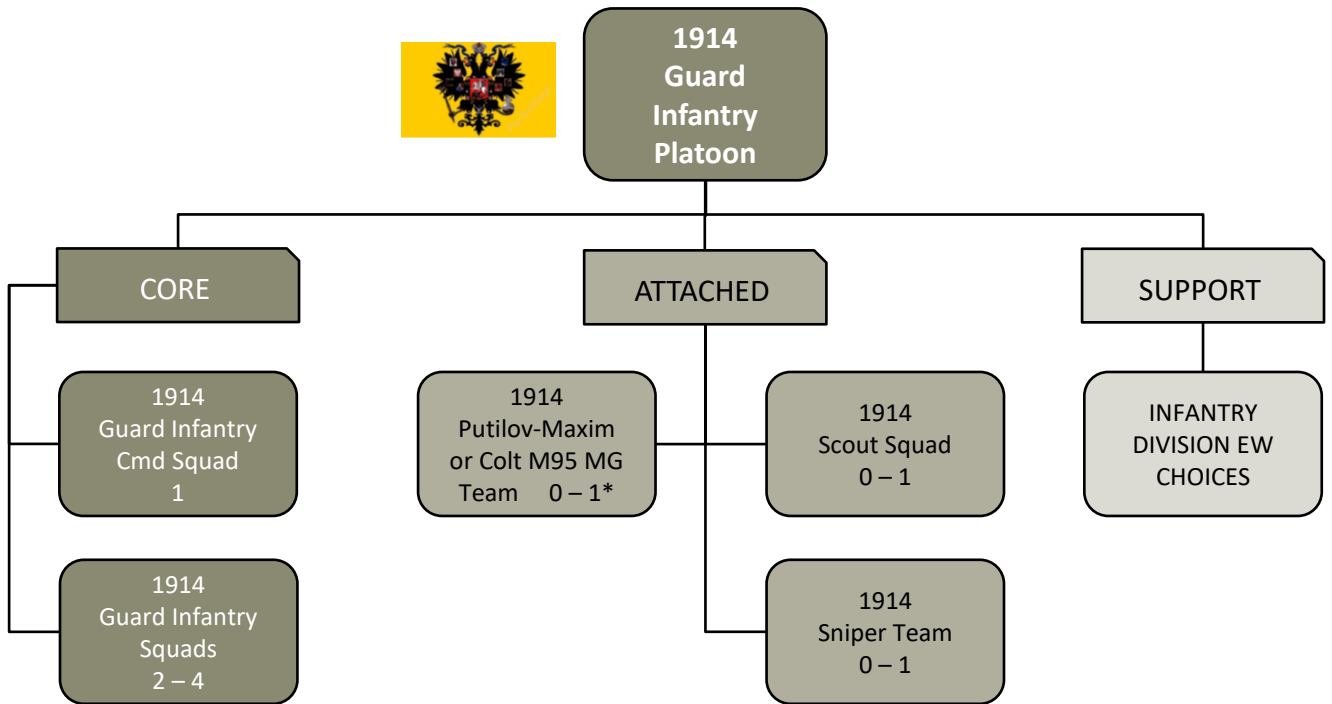 1914
Guard
Infantry
Platoon
CORE
ATTACHED
SUPPORT
1914
Guard Infantry
Cmd Squad
1
1914
Putilov-Maxim
or Colt M95 MG
Team 0 – 1*
1914
Scout Squad
0 – 1
INFANTRY
DIVISION EW
CHOICES
1914
Guard Infantry
Squads
2 – 4
1914
Sniper Team
0 – 1